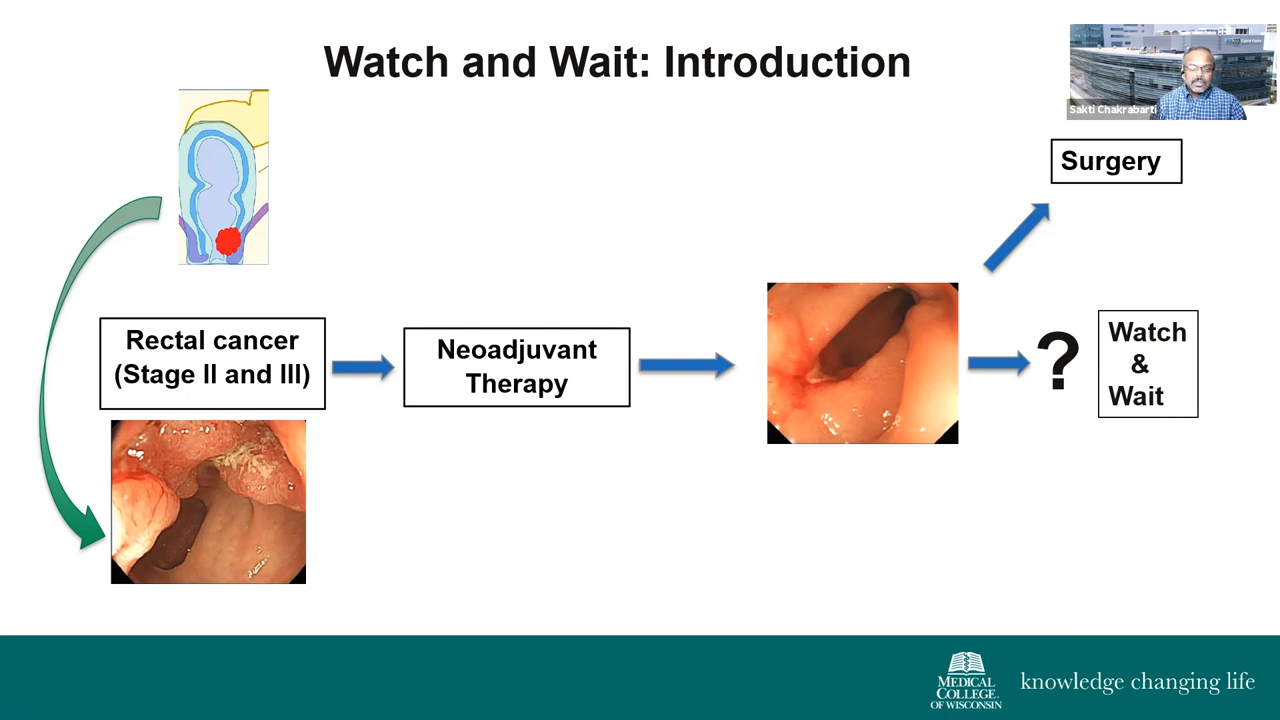 Watch and Wait: Introduction
Sakti Chakrabarti
Surgery
Rectal cancer
(Stage II and III)
Neoadjuvant
Therapy
?
Watch
&
Wait
MEDICAL
COLLEGE
OF WISCONSIN
knowledge changing life